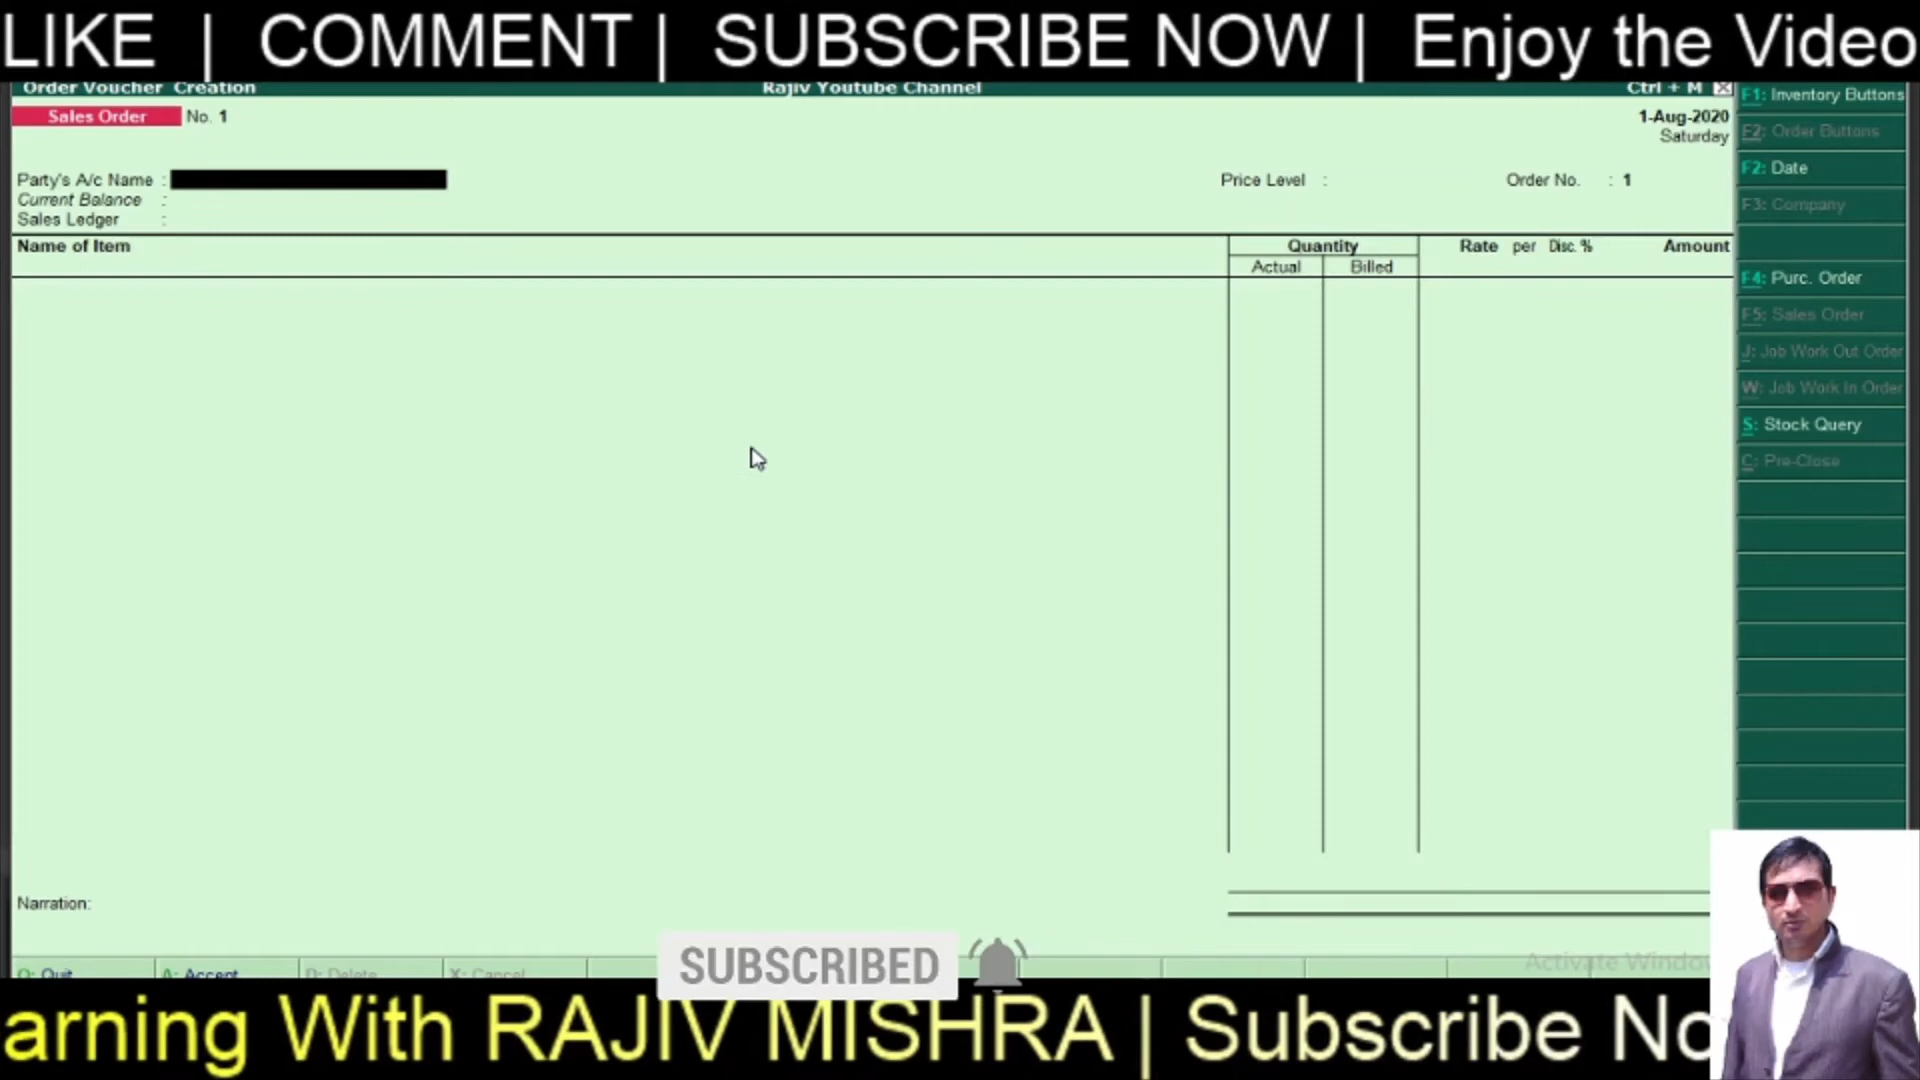 LIKE | COMMENT | SUBSCRIBE NOW | Enjoy the Video
Order Voucher Creation Rajiv Youtube Channel Ctrl + M
Sales Order No. 1 1-Aug-2020
Saturday
Party's A/c Name : Price Level : Order No. : 1
Current Balance :
Sales Ledger :
Name of Item Quantity Rate per Disc. % Amount
Actual Billed
F1: Inventory Buttons
F2: Order Buttons
F2: Date
F3: Company
F4: Purc. Order
F5: Sales Order
J: Job Work Out Order
W: Job Work In Order
S: Stock Query
C: Pre-Close
Narration:
Q: Quit A: Accept D: Delete X: Cancel
SUBSCRIBED
Activate Window
arning With RAJIV MISHRA | Subscribe No